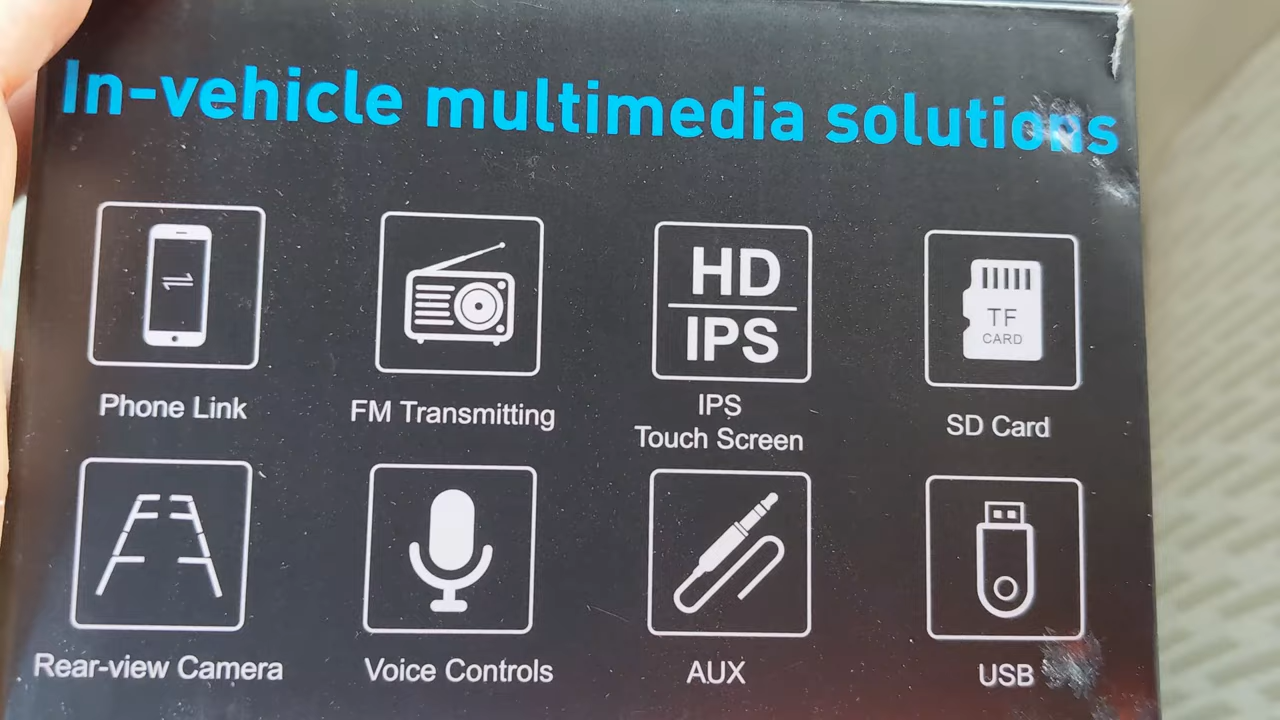 In-vehicle multimedia solutions
HD
IPS
TF
CARD
Phone Link
FM Transmitting
IPS
Touch Screen
SD Card
Rear-view Camera
Voice Controls
AUX
USB